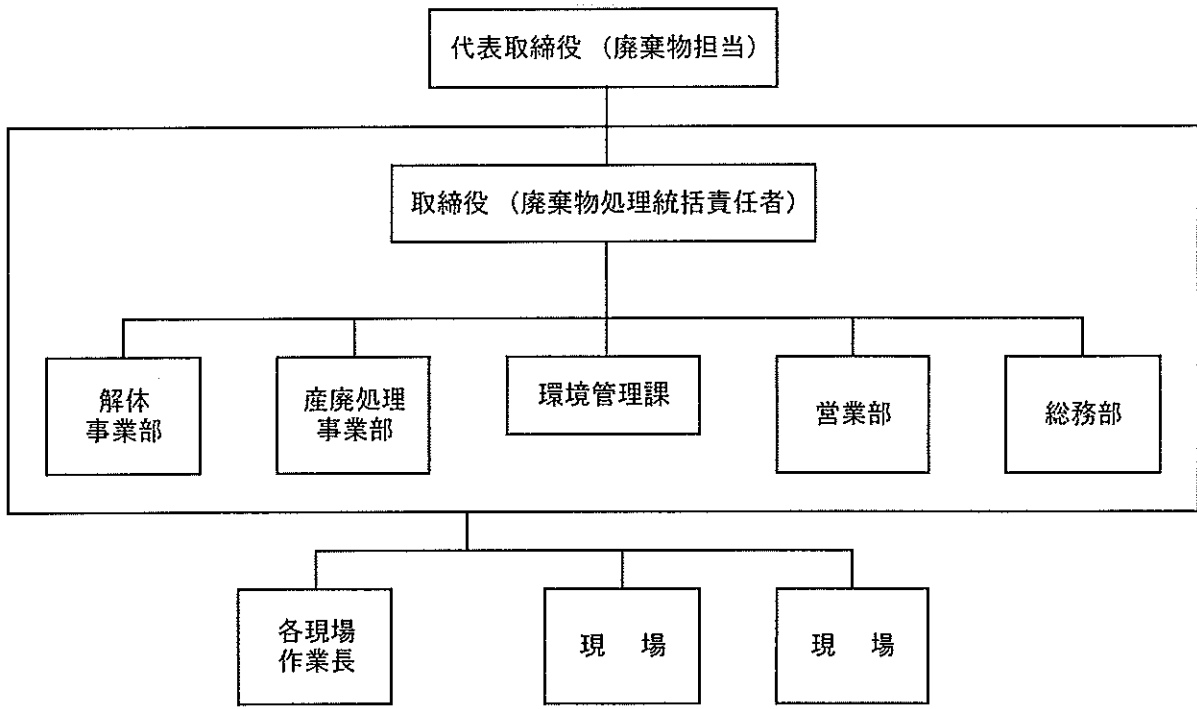 代表取締役（廃棄物担当）
取締役（廃棄物処理統括責任者）
解体
事業部
産廃処理
事業部
環境管理課
営業部
総務部
各現場
作業長
現　場
現　場